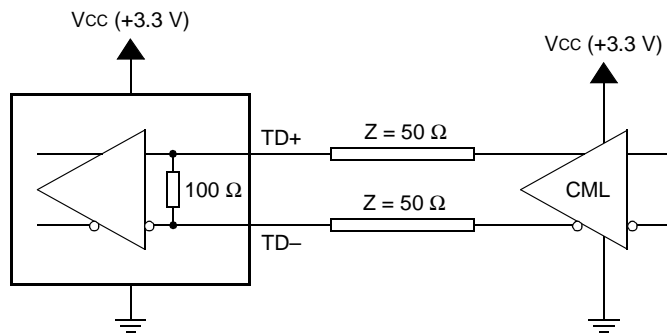 VCC (+3.3 V)
VCC (+3.3 V)
TD+
Z = 50 Ω
100 Ω
CML
Z = 50 Ω
TD–